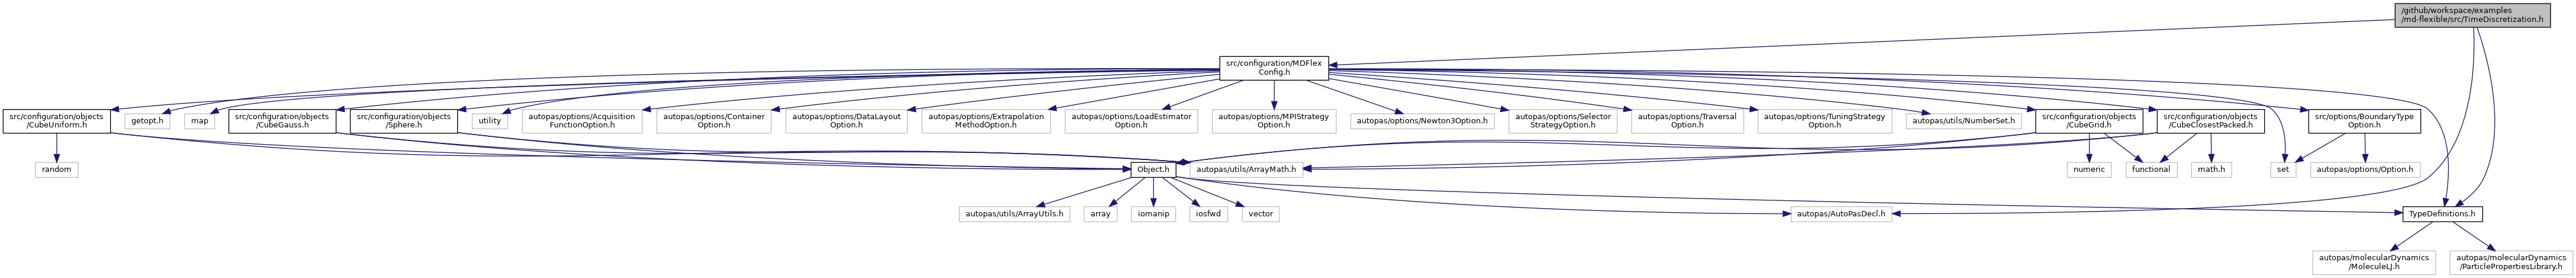 /github/workspace/examples
/md-flexible/src/TimeDiscretization.h
src/configuration/MDFlex
Config.h
src/configuration/objects
/CubeUniform.h
getopt.h
map
src/configuration/objects
/CubeGauss.h
src/configuration/objects
/Sphere.h
utility
autopas/options/Acquisition
FunctionOption.h
autopas/options/Container
Option.h
autopas/options/DataLayout
Option.h
autopas/options/Extrapolation
MethodOption.h
autopas/options/LoadEstimator
Option.h
autopas/options/MPIStrategy
Option.h
autopas/options/Newton3Option.h
autopas/options/Selector
StrategyOption.h
autopas/options/Traversal
Option.h
autopas/options/TuningStrategy
Option.h
autopas/utils/NumberSet.h
src/configuration/objects
/CubeGrid.h
src/configuration/objects
/CubeClosestPacked.h
src/options/BoundaryType
Option.h
random
Object.h
autopas/utils/ArrayMath.h
numeric
functional
math.h
set
autopas/options/Option.h
autopas/utils/ArrayUtils.h
array
iomanip
iosfwd
vector
autopas/AutoPasDecl.h
TypeDefinitions.h
autopas/molecularDynamics
/MoleculeLJ.h
autopas/molecularDynamics
/ParticlePropertiesLibrary.h